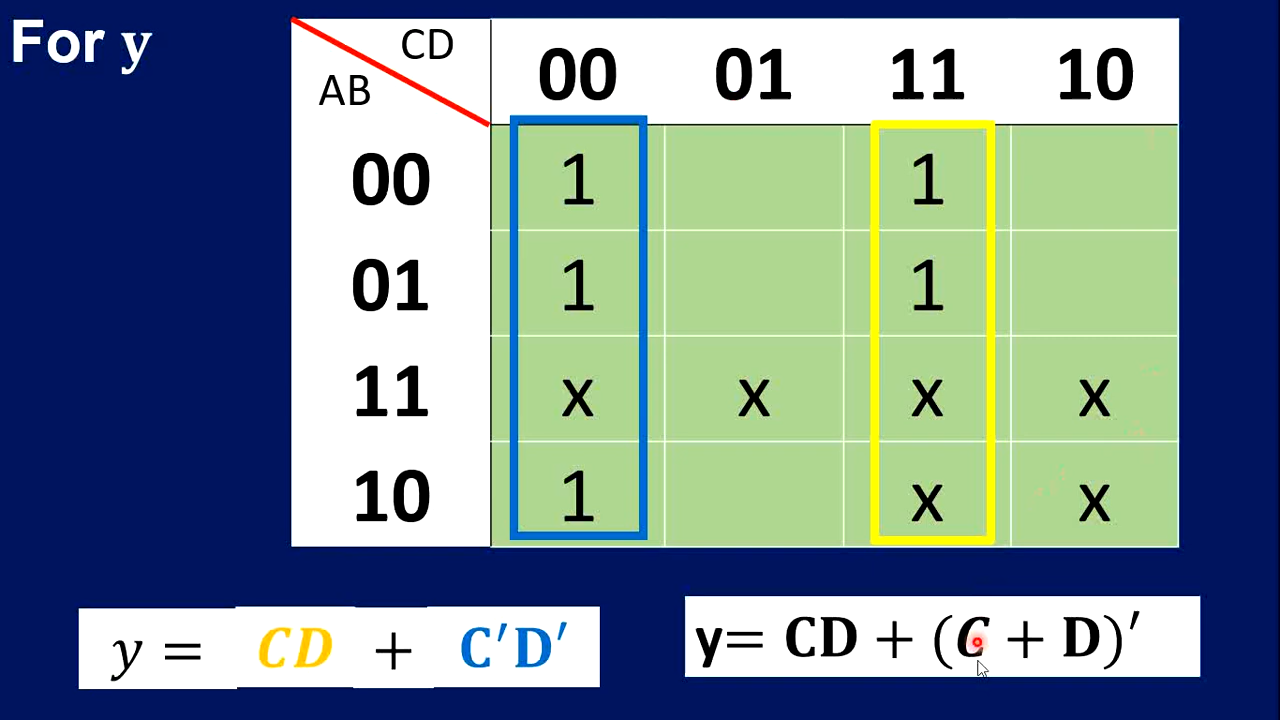 For y
CD
AB
00 01 11 10
00 1 1
01 1 1
11 x x x x
10 1 x x
y = CD + C′D′
y= CD + (C + D)′